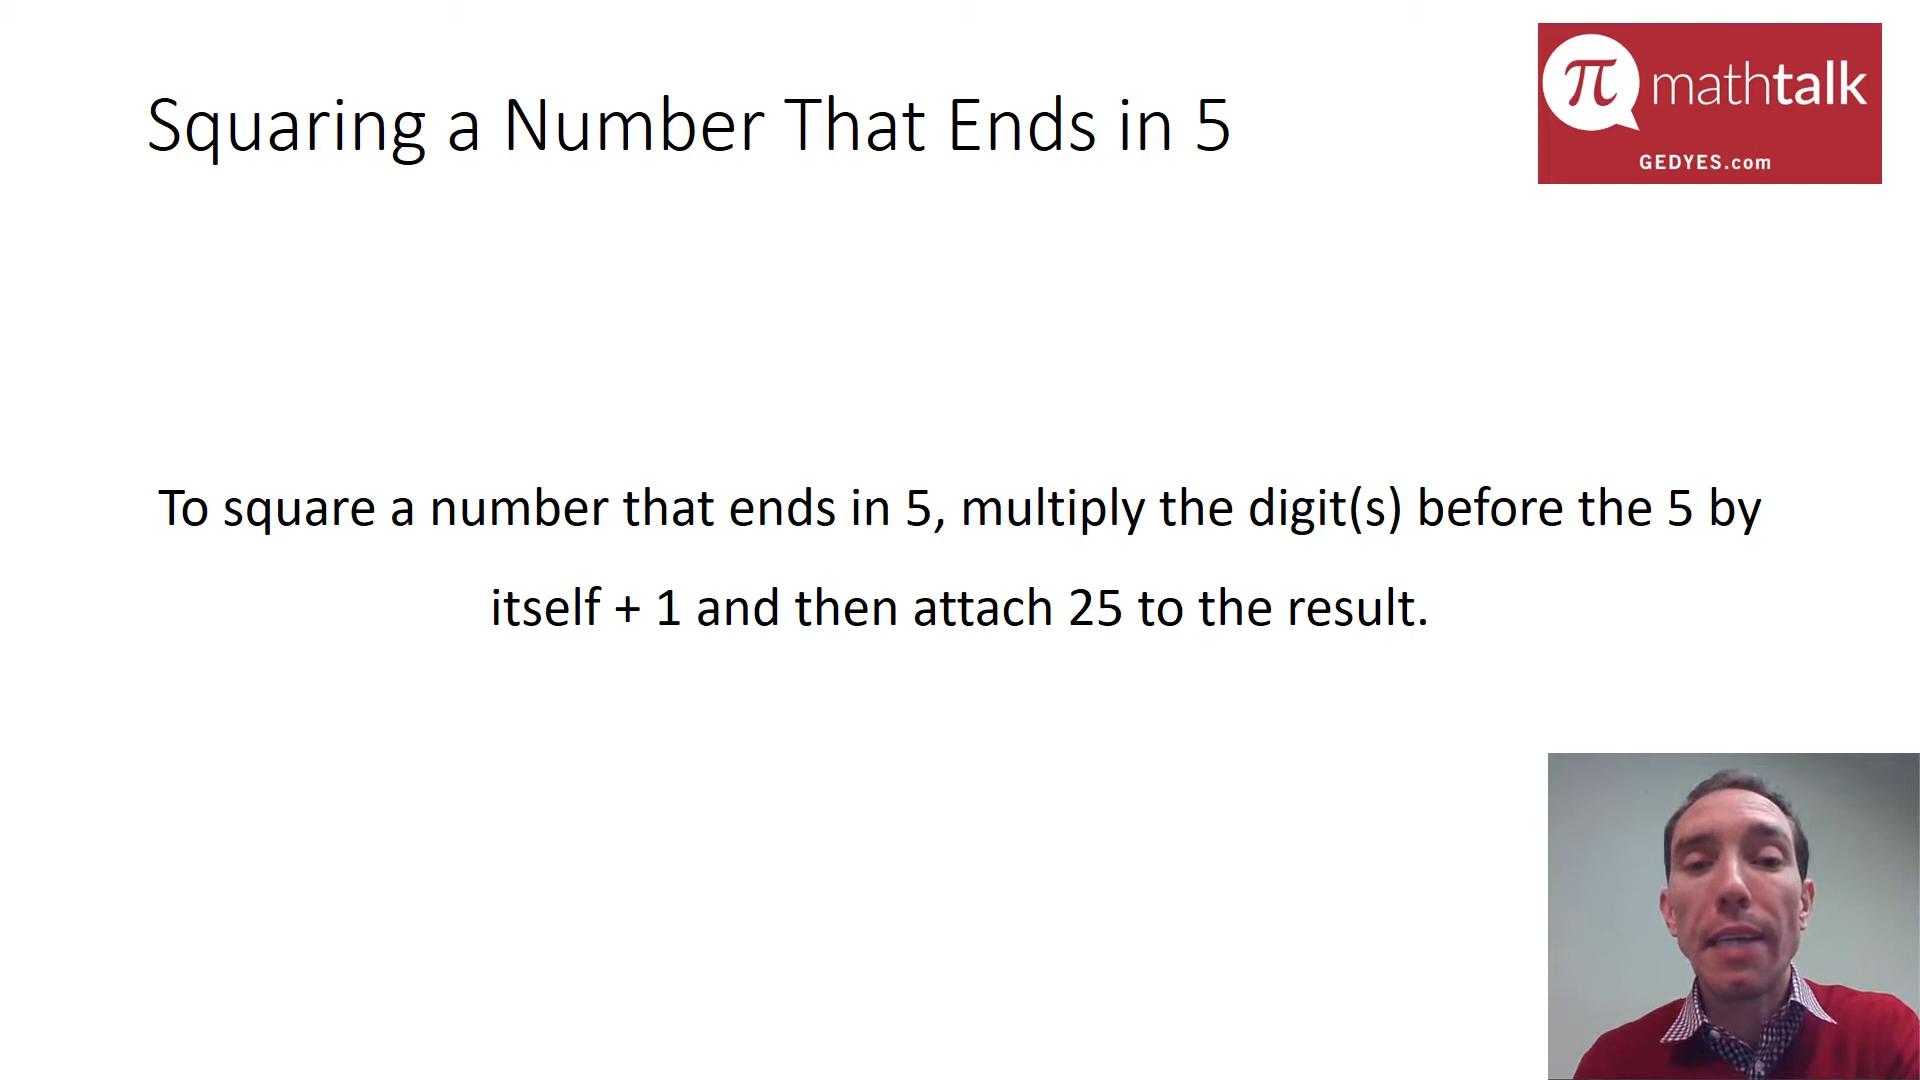 Squaring a Number That Ends in 5
π mathtalk
GEDYES.com
To square a number that ends in 5, multiply the digit(s) before the 5 by
itself + 1 and then attach 25 to the result.